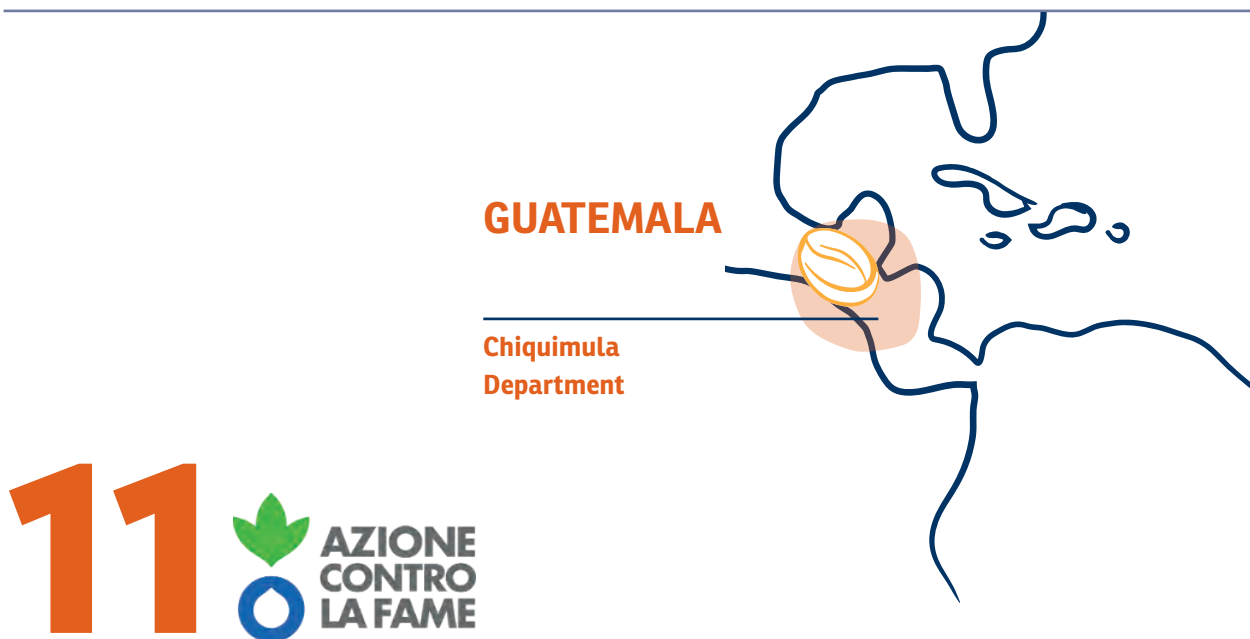 GUATEMALA
Chiquimula
Department
11
AZIONE
CONTRO
LA FAME